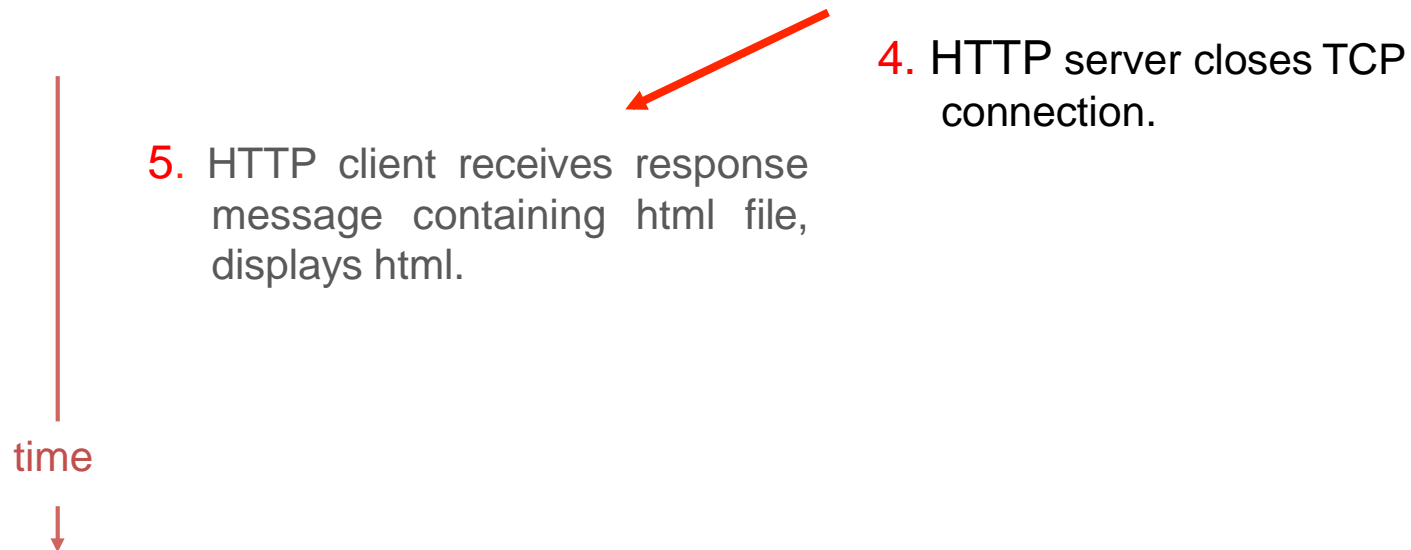 4. HTTP server closes TCP
connection.
5. HTTP client receives response
message containing html file,
displays html.
time